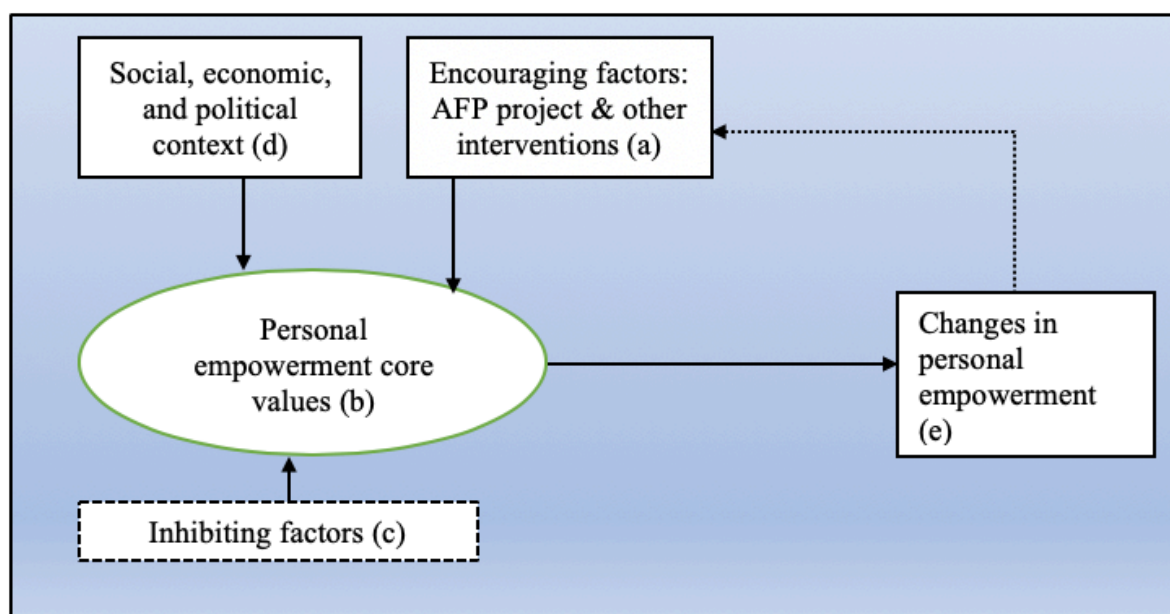 Social, economic,
and political
context (d)
Encouraging factors:
AFP project & other
interventions (a)
Personal
empowerment core
values (b)
Changes in
personal
empowerment
(e)
Inhibiting factors (c)